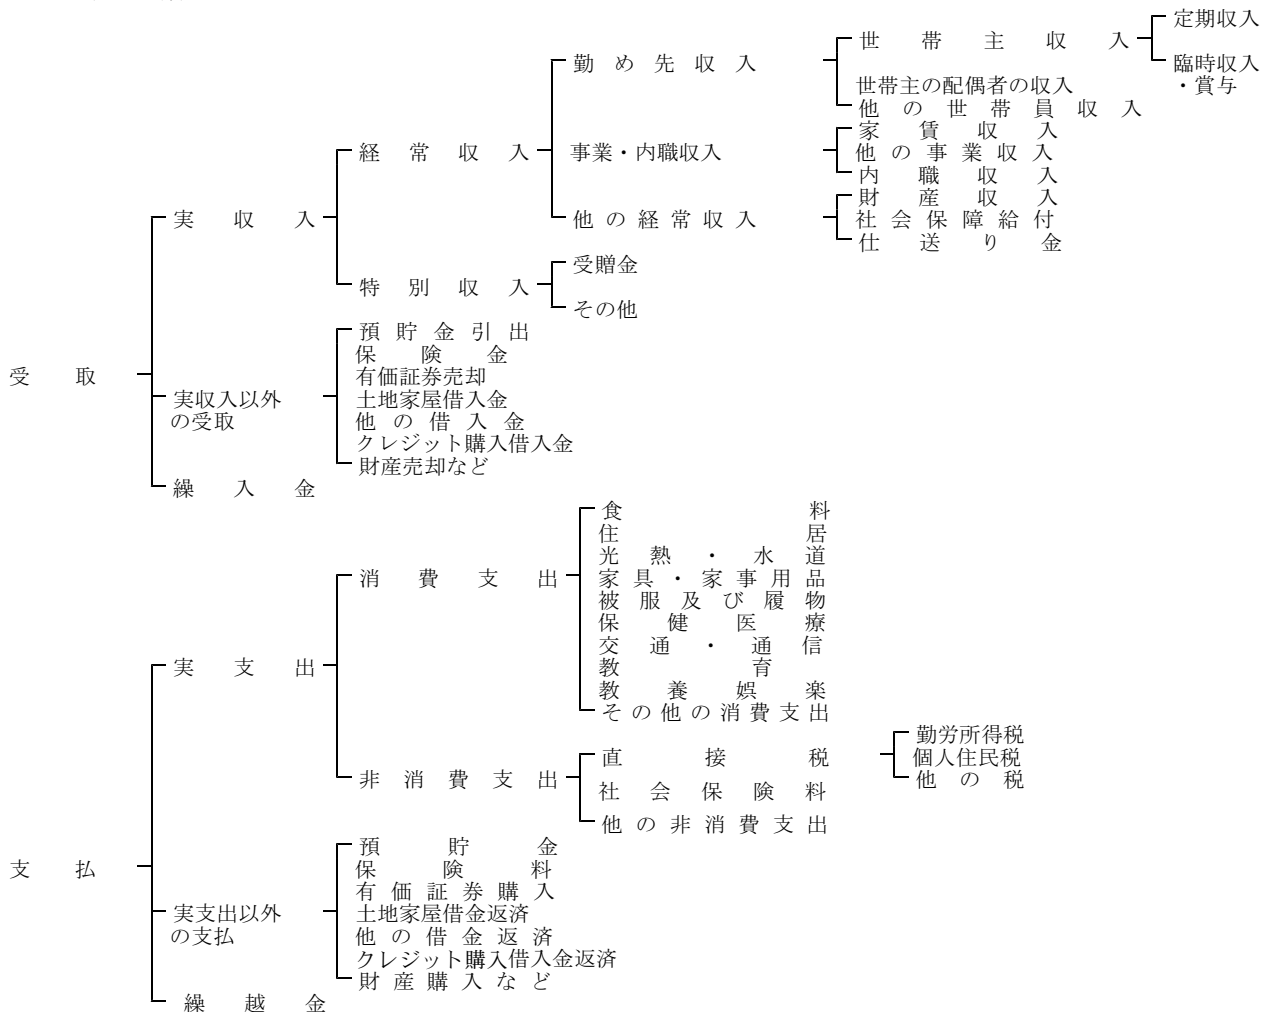 定期収入
世帯主収入
臨時収入
・賞与
勤め先収入
世帯主の配偶者の収入
他の世帯員収入
家賃収入
経常収入
事業・内職収入
他の事業収入
内職収入
財産収入
実収入
他の経常収入
社会保障給付
仕送り金
受贈金
特別収入
その他
預貯金引出
保険金
受取
有価証券売却
実収入以外
の受取
土地家屋借入金
他の借入金
クレジット購入借入金
財産売却など
繰入金
食料
住居
光熱・水道
消費支出
家具・家事用品
被服及び履物
保健医療
交通・通信
実支出
教育
教養娯楽
その他の消費支出
勤労所得税
直接税
個人住民税
非消費支出
他の税
社会保険料
他の非消費支出
預貯金
支払
保険料
有価証券購入
実支出以外
の支払
土地家屋借金返済
他の借金返済
クレジット購入借入金返済
財産購入など
繰越金